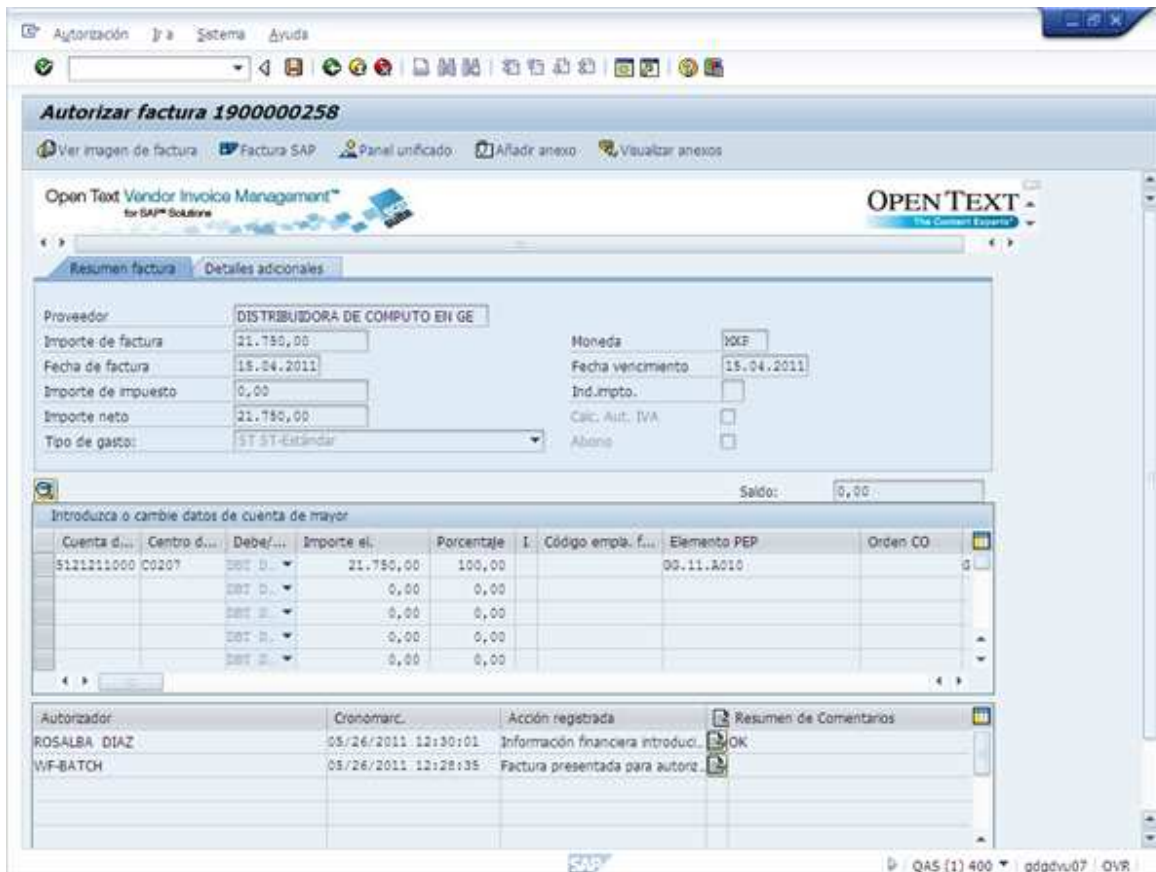 Autorización Ir a Sistema Ayuda
Autorizar factura 1900000258
Ver imagen de factura Factura SAP Panel unificado Añadir anexo Visualizar anexos
Open Text Vendor Invoice Management™
for SAP® Solutions
OPEN TEXT
The Content Experts™
Resumen factura Detalles adicionales
Proveedor DISTRIBUIDORA DE COMPUTO EN GE
Importe de factura 21.750,00 Moneda
Fecha de factura 15.04.2011 Fecha vencimiento 15.04.2011
Importe de impuesto 0,00 Ind.impto.
Importe neto 21.750,00 Calc. Aut. IVA
Tipo de gasto: ST ST-Estándar Abono
Saldo: 0,00
Introduzca o cambie datos de cuenta de mayor
Cuenta d... Centro d... Debe/... Importe el. Porcentaje I Código empla. f... Elemento PEP Orden CO
5121211000 C0207 DBT D. 21.750,00 100,00 GG.11.A010 G
DBT D. 0,00 0,00
DBT D. 0,00 0,00
DBT D. 0,00 0,00
DBT D. 0,00 0,00
Autorizador Cronomarc. Acción registrada Resumen de Comentarios
ROSALBA DIAZ 05/26/2011 12:30:01 Información financiera introduci.. OK
WF-BATCH 05/26/2011 12:28:35 Factura presentada para autoriz..
SAP
QAS (1) 400 gdgdvu07 OVR